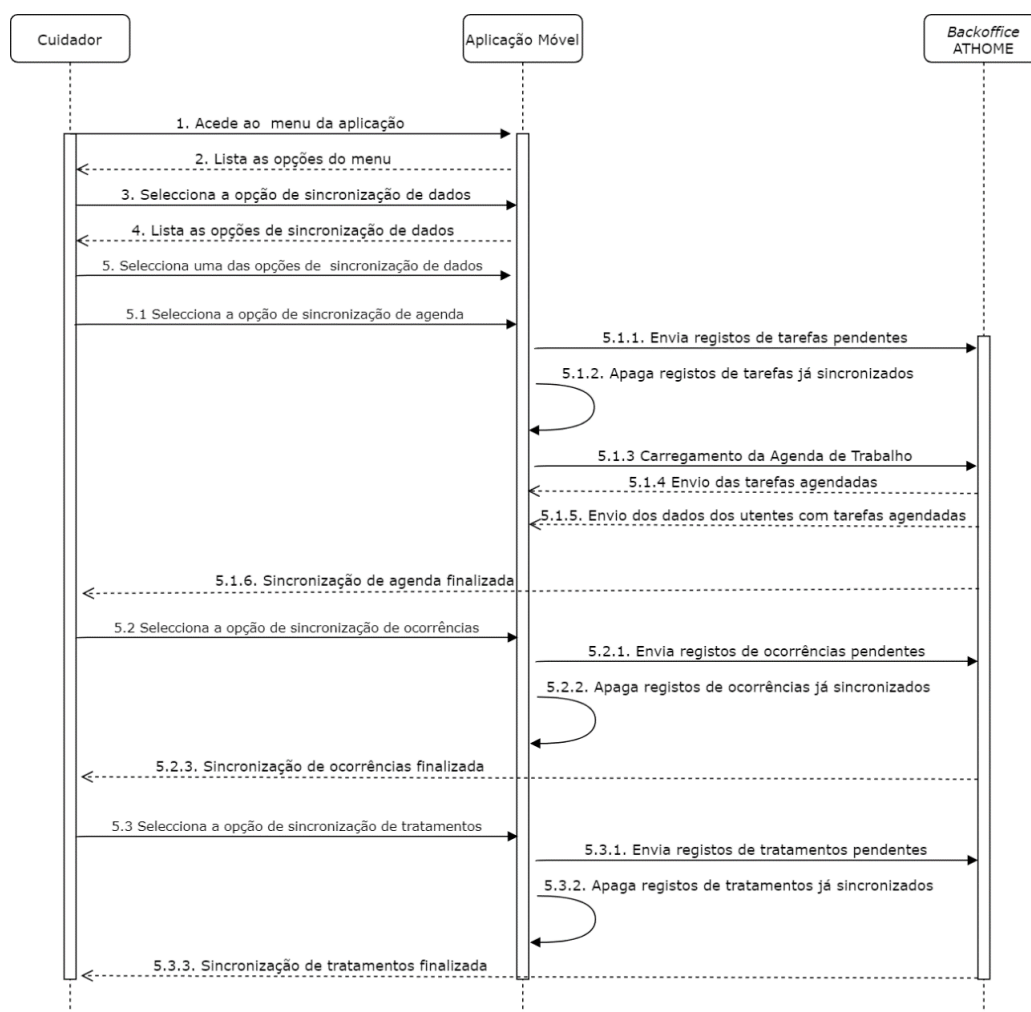 Cuidador
Aplicação Móvel
Backoffice
ATHOME
1. Acede ao menu da aplicação
2. Lista as opções do menu
3. Selecciona a opção de sincronização de dados
4. Lista as opções de sincronização de dados
5. Selecciona uma das opções de sincronização de dados
5.1 Selecciona a opção de sincronização de agenda
5.1.1. Envia registos de tarefas pendentes
5.1.2. Apaga registos de tarefas já sincronizados
5.1.3 Carregamento da Agenda de Trabalho
5.1.4 Envio das tarefas agendadas
5.1.5. Envio dos dados dos utentes com tarefas agendadas
5.1.6. Sincronização de agenda finalizada
5.2 Selecciona a opção de sincronização de ocorrências
5.2.1. Envia registos de ocorrências pendentes
5.2.2. Apaga registos de ocorrências já sincronizados
5.2.3. Sincronização de ocorrências finalizada
5.3 Selecciona a opção de sincronização de tratamentos
5.3.1. Envia registos de tratamentos pendentes
5.3.2. Apaga registos de tratamentos já sincronizados
5.3.3. Sincronização de tratamentos finalizada